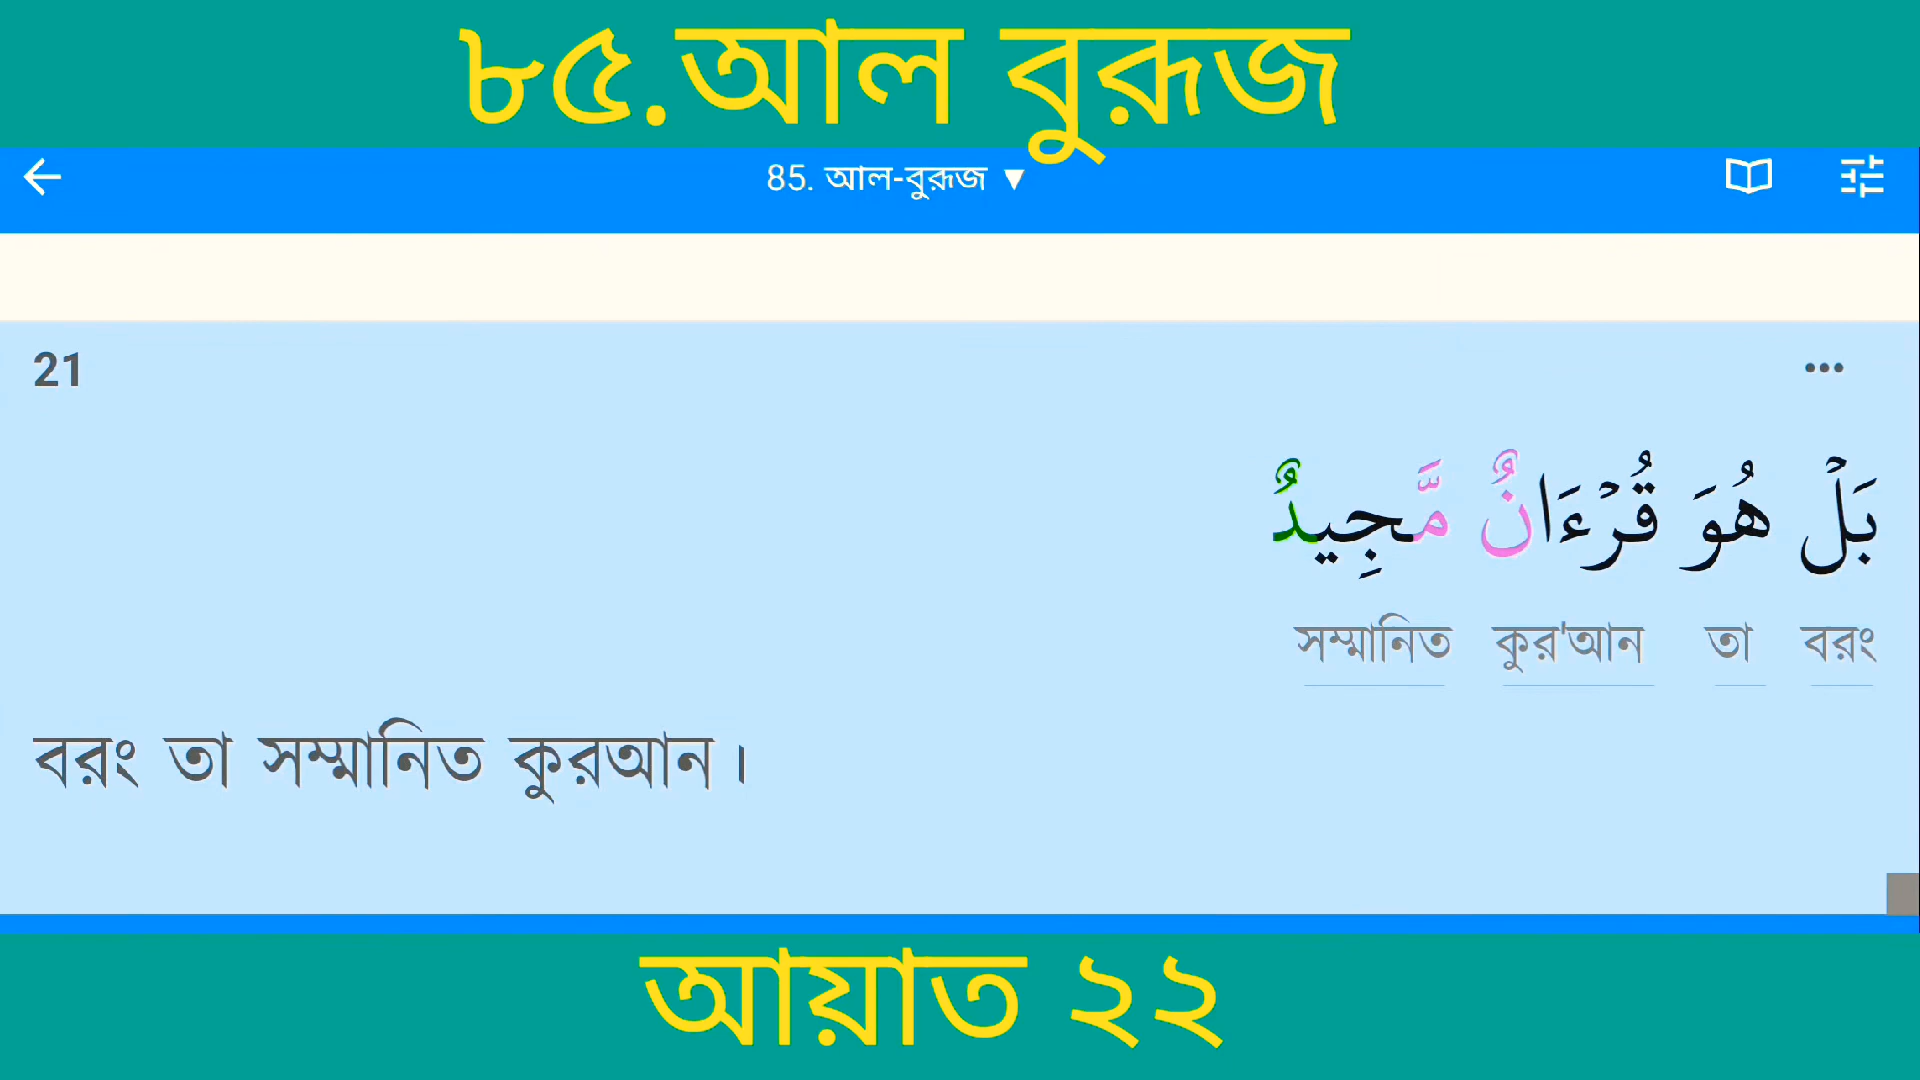 ৮৫.আল বুরূজ
85. আল-বুরূজ ▼
21
بَلْ هُوَ قُرْءَانٌ مَّجِيدٌ
বরং তা কুর'আন সম্মানিত
বরং তা সম্মানিত কুরআন।
আয়াত ২২